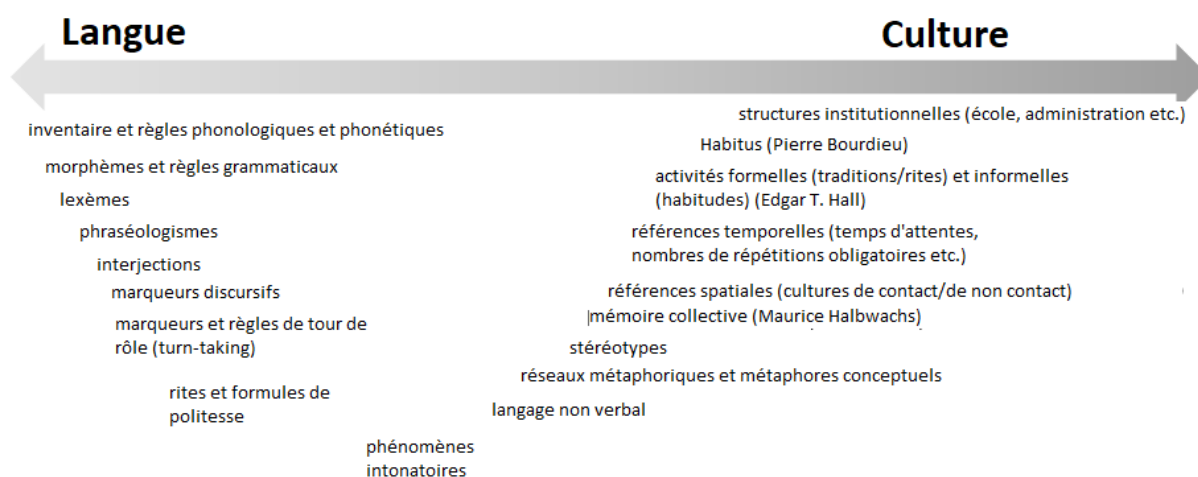 Langue
Culture
inventaire et règles phonologiques et phonétiques
morphèmes et règles grammaticaux
lexèmes
phraséologismes
interjections
marqueurs discursifs
marqueurs et règles de tour de
rôle (turn-taking)
rites et formules de
politesse
phénomènes
intonatoires
structures institutionnelles (école, administration etc.)
Habitus (Pierre Bourdieu)
activités formelles (traditions/rites) et informelles
(habitudes) (Edgar T. Hall)
références temporelles (temps d'attentes,
nombres de répétitions obligatoires etc.)
références spatiales (cultures de contact/de non contact)
mémoire collective (Maurice Halbwachs)
stéréotypes
réseaux métaphoriques et métaphores conceptuels
langage non verbal